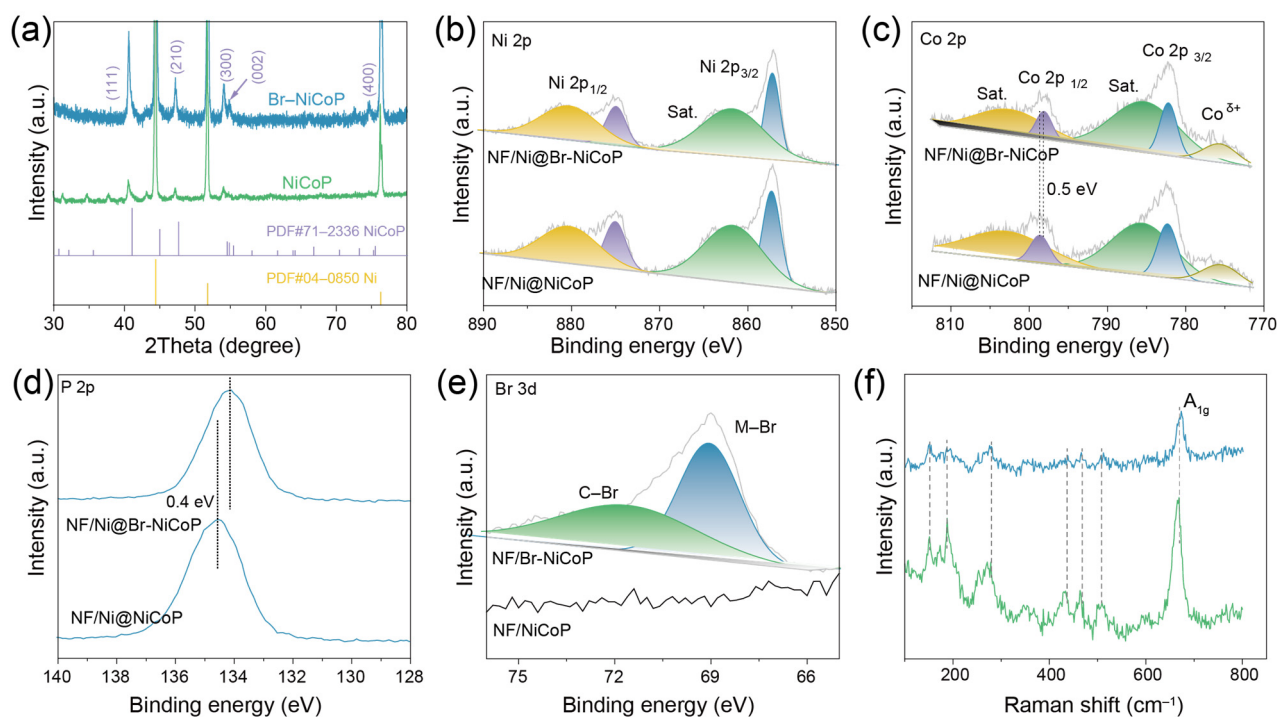 (a)
Intensity (a.u.)
(111)
(210)
(300)
(002)
(400)
Br–NiCoP
NiCoP
PDF#71–2336 NiCoP
PDF#04–0850 Ni
30 40 50 60 70 80
2Theta (degree)
(b)
Intensity (a.u.)
Ni 2p
Ni 2p1/2
Sat.
Ni 2p3/2
NF/Ni@Br-NiCoP
NF/Ni@NiCoP
890 880 870 860 850
Binding energy (eV)
(c)
Intensity (a.u.)
Co 2p
Sat.
Co 2p 1/2
Sat.
Co 2p 3/2
Co δ+
NF/Ni@Br-NiCoP
0.5 eV
NF/Ni@NiCoP
810 800 790 780 770
Binding energy (eV)
(d)
Intensity (a.u.)
P 2p
0.4 eV
NF/Ni@Br-NiCoP
NF/Ni@NiCoP
140 138 136 134 132 130 128
Binding energy (eV)
(e)
Intensity (a.u.)
Br 3d
M–Br
C–Br
NF/Br-NiCoP
NF/NiCoP
75 72 69 66
Binding energy (eV)
(f)
Intensity (a.u.)
A1g
200 400 600 800
Raman shift (cm–1)